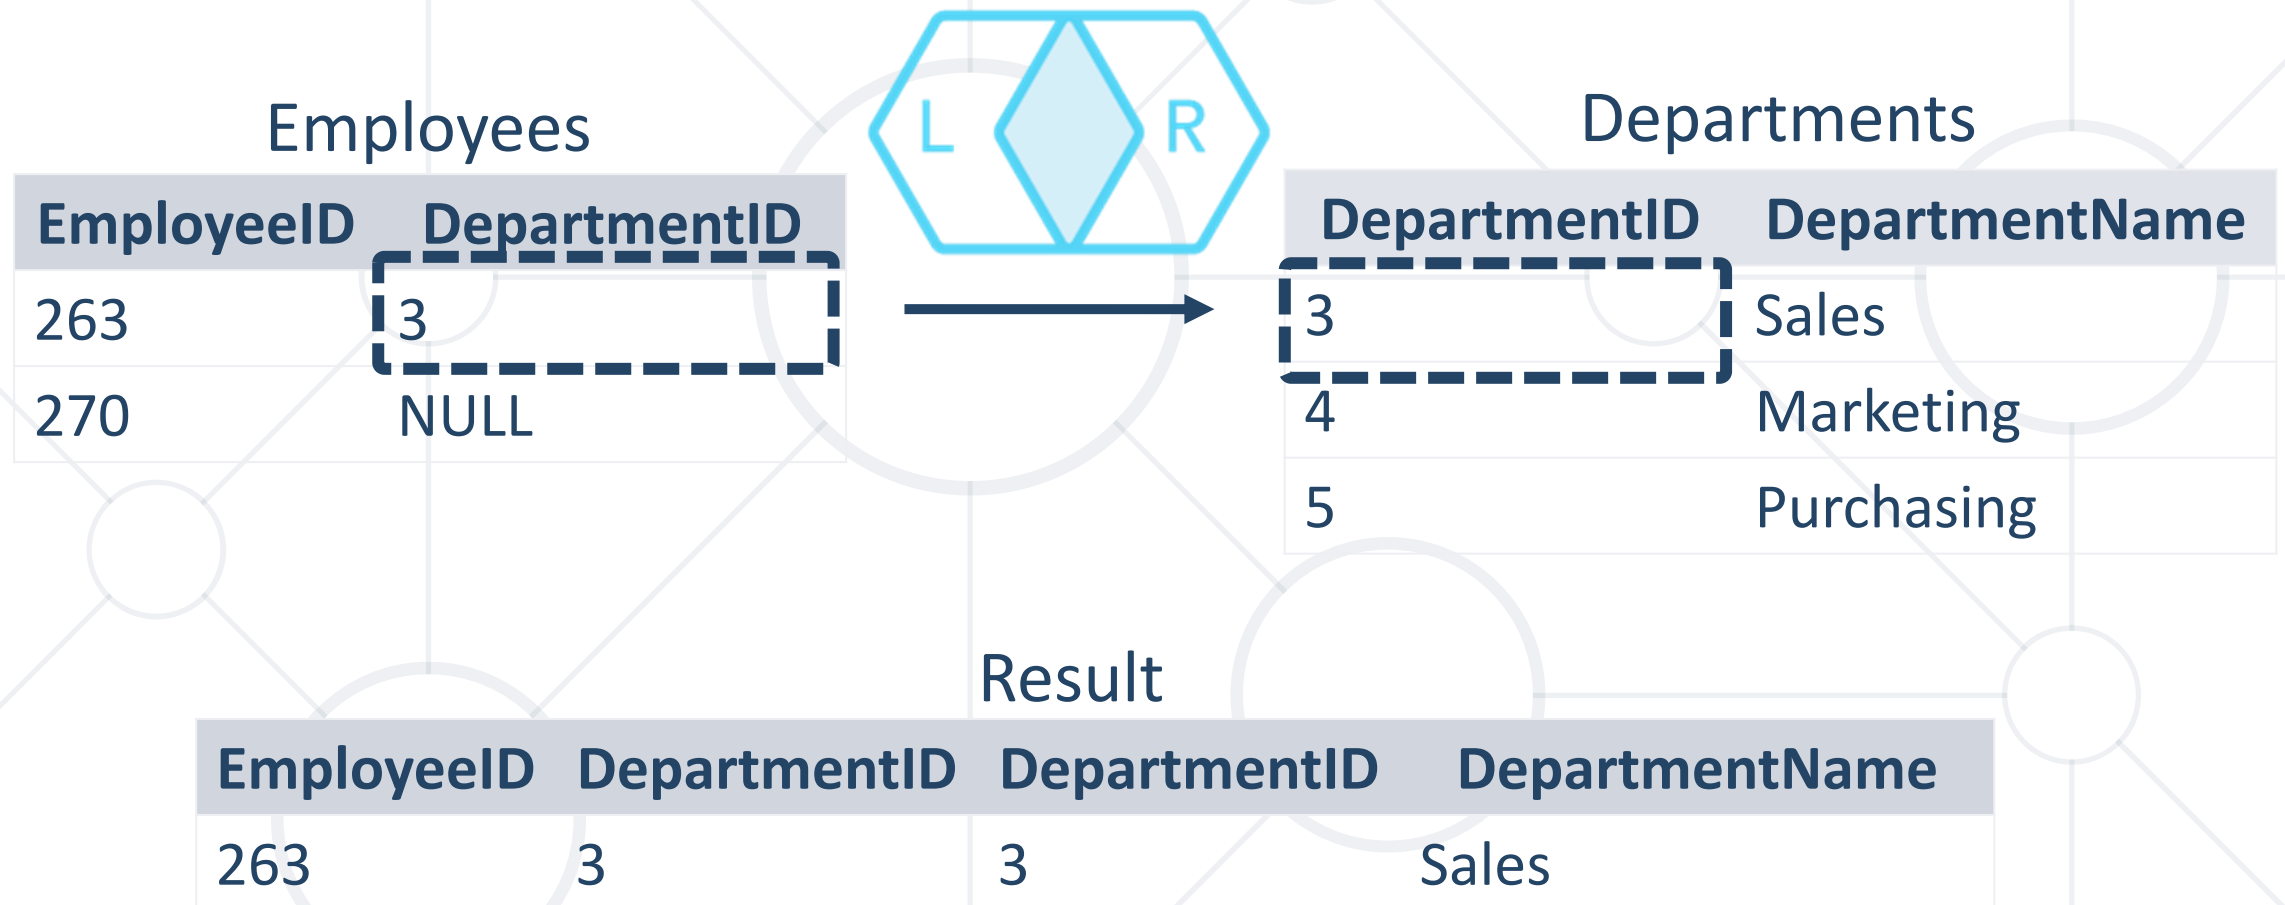 L R
Employees
EmployeeID DepartmentID
263 3
270 NULL
Departments
DepartmentID DepartmentName
3 Sales
4 Marketing
5 Purchasing
Result
EmployeeID DepartmentID DepartmentID DepartmentName
263 3 3 Sales